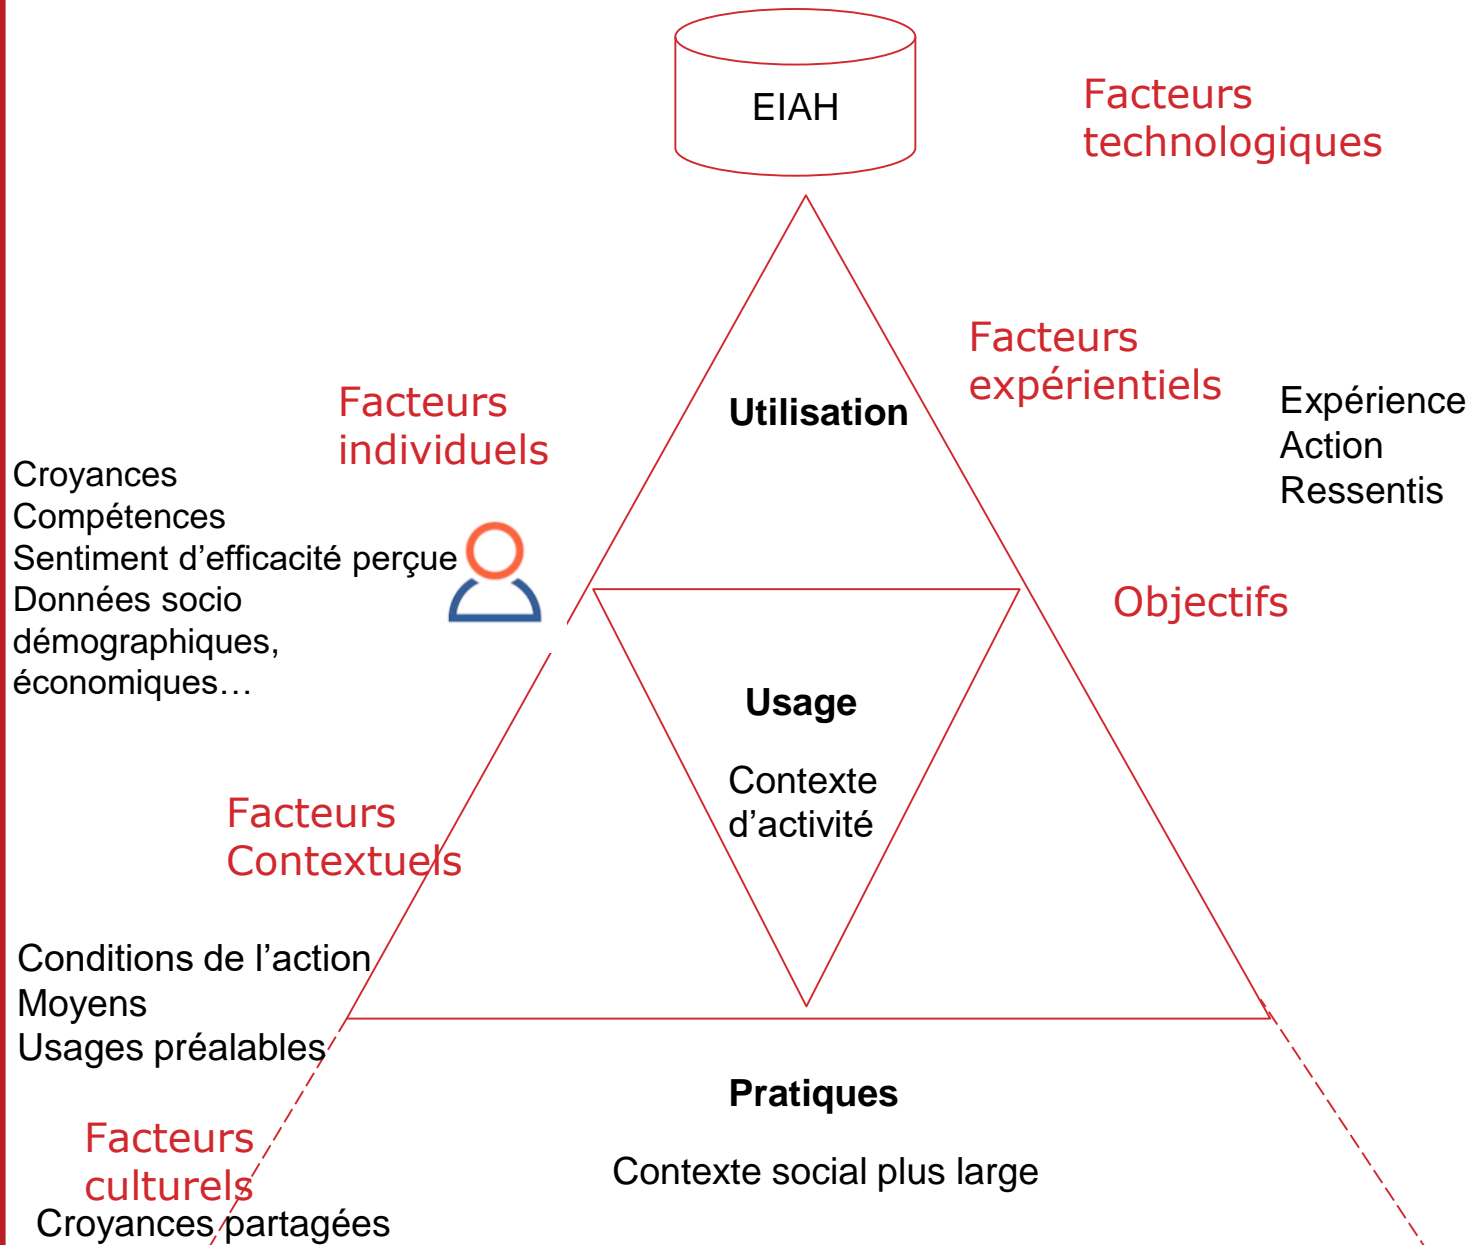 EIAH
Facteurs
technologiques
Facteurs
expérientiels
Expérience
Action
Ressentis
Utilisation
Facteurs
individuels
Croyances
Compétences
Sentiment d’efficacité perçue
Données socio
démographiques,
économiques…
Objectifs
Usage
Contexte
d’activité
Facteurs
Contextuels
Conditions de l’action
Moyens
Usages préalables
Pratiques
Contexte social plus large
Facteurs
culturels
Croyances partagées